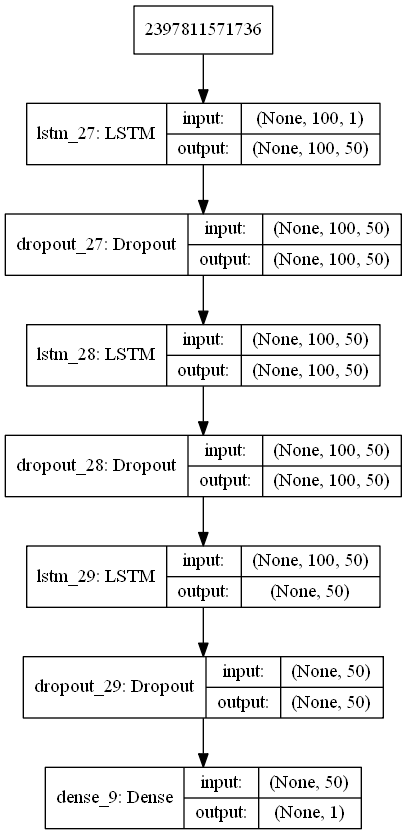 2397811571736
lstm_27: LSTM
input:
(None, 100, 1)
output:
(None, 100, 50)
dropout_27: Dropout
input:
(None, 100, 50)
output:
(None, 100, 50)
lstm_28: LSTM
input:
(None, 100, 50)
output:
(None, 100, 50)
dropout_28: Dropout
input:
(None, 100, 50)
output:
(None, 100, 50)
lstm_29: LSTM
input:
(None, 100, 50)
output:
(None, 50)
dropout_29: Dropout
input:
(None, 50)
output:
(None, 50)
dense_9: Dense
input:
(None, 50)
output:
(None, 1)